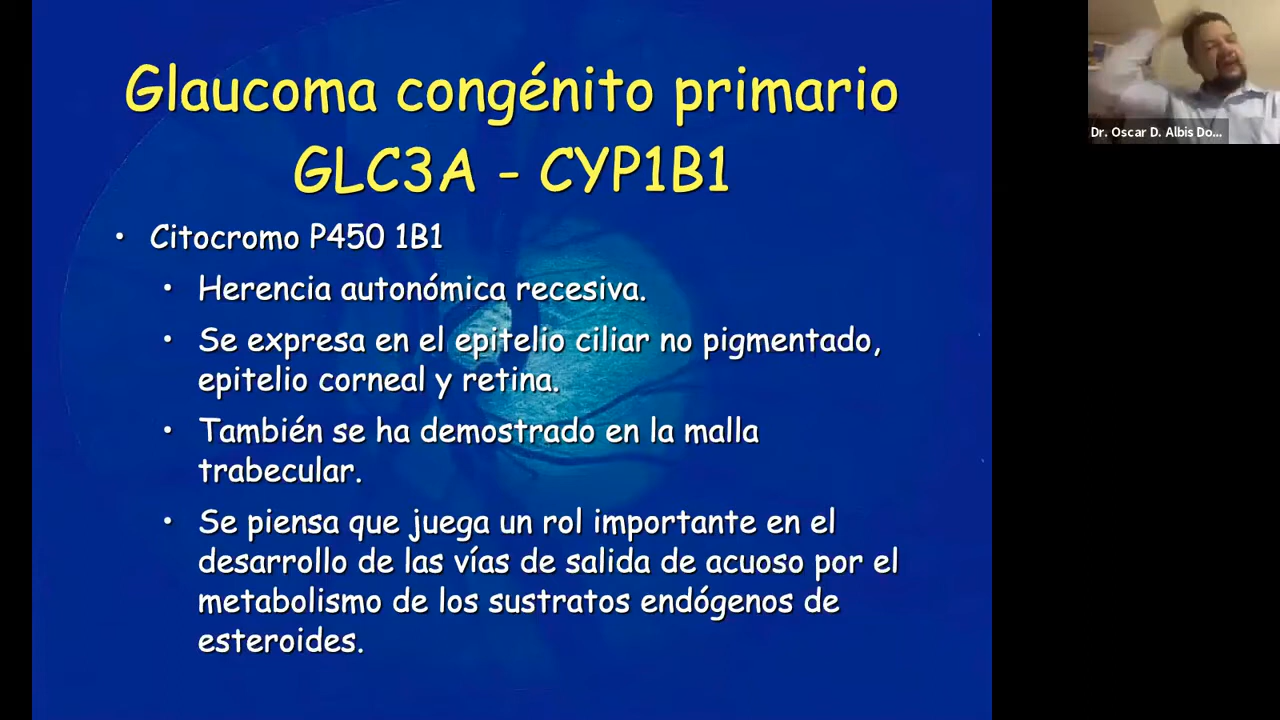 Glaucoma congénito primario
GLC3A - CYP1B1
• Citocromo P450 1B1
• Herencia autonómica recesiva.
• Se expresa en el epitelio ciliar no pigmentado,
epitelio corneal y retina.
• También se ha demostrado en la malla
trabecular.
• Se piensa que juega un rol importante en el
desarrollo de las vías de salida de acuoso por el
metabolismo de los sustratos endógenos de
esteroides.
Dr. Oscar D. Albis Do...